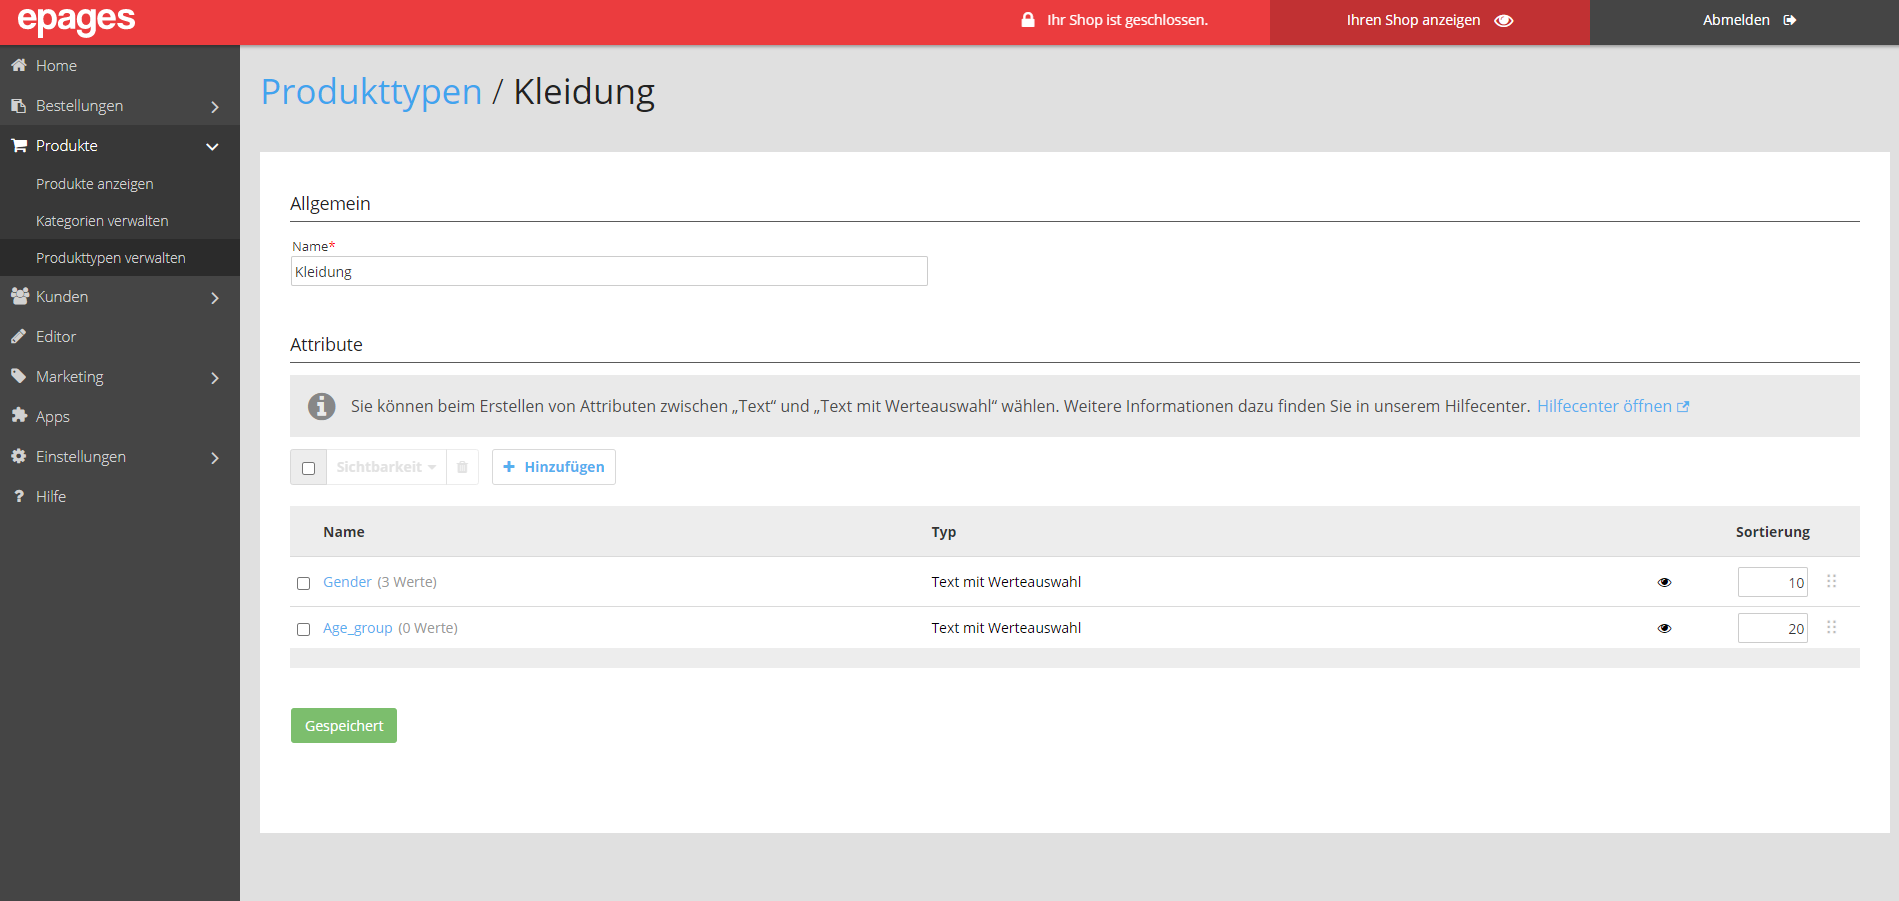 epages
Ihr Shop ist geschlossen.
Ihren Shop anzeigen
Abmelden
Home
Bestellungen
Produkte
Produkte anzeigen
Kategorien verwalten
Produkttypen verwalten
Kunden
Editor
Marketing
Apps
Einstellungen
? Hilfe
Produkttypen / Kleidung
Allgemein
Name*
Kleidung
Attribute
Sie können beim Erstellen von Attributen zwischen „Text“ und „Text mit Werteauswahl“ wählen. Weitere Informationen dazu finden Sie in unserem Hilfecenter. Hilfecenter öffnen
Sichtbarkeit
+ Hinzufügen
Name Typ Sortierung
Gender (3 Werte) Text mit Werteauswahl 10
Age_group (0 Werte) Text mit Werteauswahl 20
Gespeichert